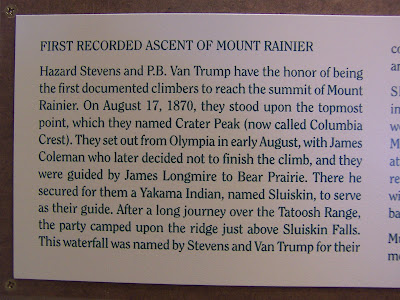 FIRST RECORDED ASCENT OF MOUNT RAINIER
Hazard Stevens and P.B. Van Trump have the honor of being
the first documented climbers to reach the summit of Mount
Rainier. On August 17, 1870, they stood upon the topmost
point, which they named Crater Peak (now called Columbia
Crest). They set out from Olympia in early August, with James
Coleman who later decided not to finish the climb, and they
were guided by James Longmire to Bear Prairie. There he
secured for them a Yakama Indian, named Sluiskin, to serve
as their guide. After a long journey over the Tatoosh Range,
the party camped upon the ridge just above Sluiskin Falls.
This waterfall was named by Stevens and Van Trump for their